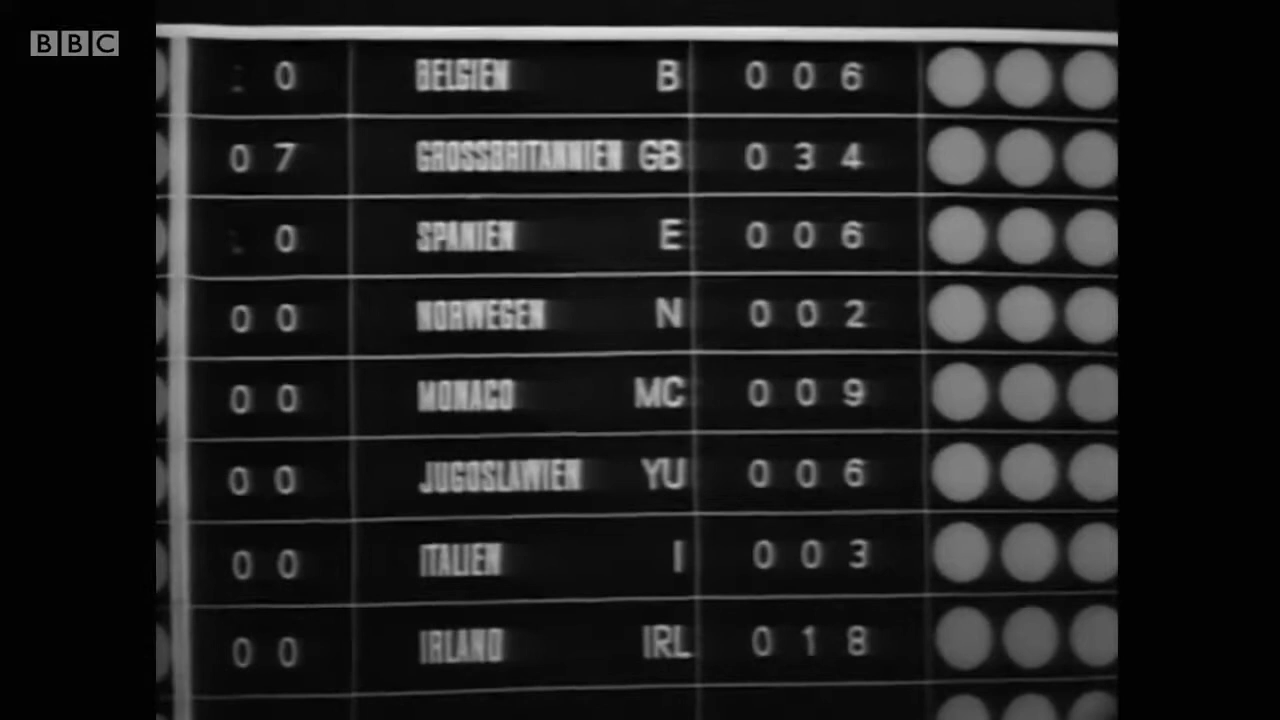 BBC
0 BELGIEN B 0 0 6
0 7 GROSSBRITANNIEN GB 0 3 4
0 SPANIEN E 0 0 6
0 0 NORWEGEN N 0 0 2
0 0 MONACO MC 0 0 9
0 0 JUGOSLAWIEN YU 0 0 6
0 0 ITALIEN I 0 0 3
0 0 IRLAND IRL 0 1 8